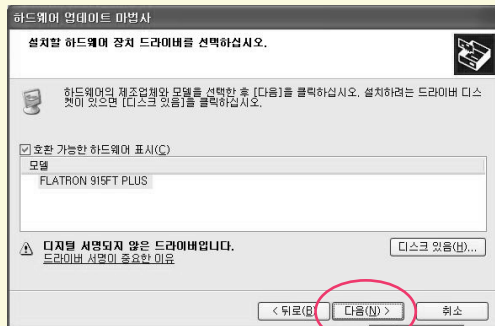 하드웨어 업데이트 마법사
설치할 하드웨어 장치 드라이버를 선택하십시오.
하드웨어의 제조업체와 모델을 선택한 후 [다음]을 클릭하십시오. 설치하려는 드라이버 디스
켓이 있으면 [디스크 있음]을 클릭하십시오.
호환 가능한 하드웨어 표시(C)
모델
FLATRON 915FT PLUS
디지털 서명되지 않은 드라이버입니다.
드라이버 서명이 중요한 이유
디스크 있음(H)...
< 뒤로(B)
다음(N) >
취소